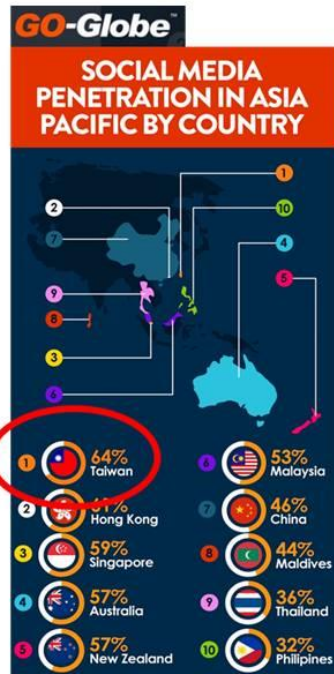 GO-Globe™
SOCIAL MEDIA
PENETRATION IN ASIA
PACIFIC BY COUNTRY
1
2
10
7
4
9
5
8
3
6
1 64%
Taiwan
2 61%
Hong Kong
3 59%
Singapore
4 57%
Australia
5 57%
New Zealand
6 53%
Malaysia
7 46%
China
8 44%
Maldives
9 36%
Thailand
10 32%
Philipines